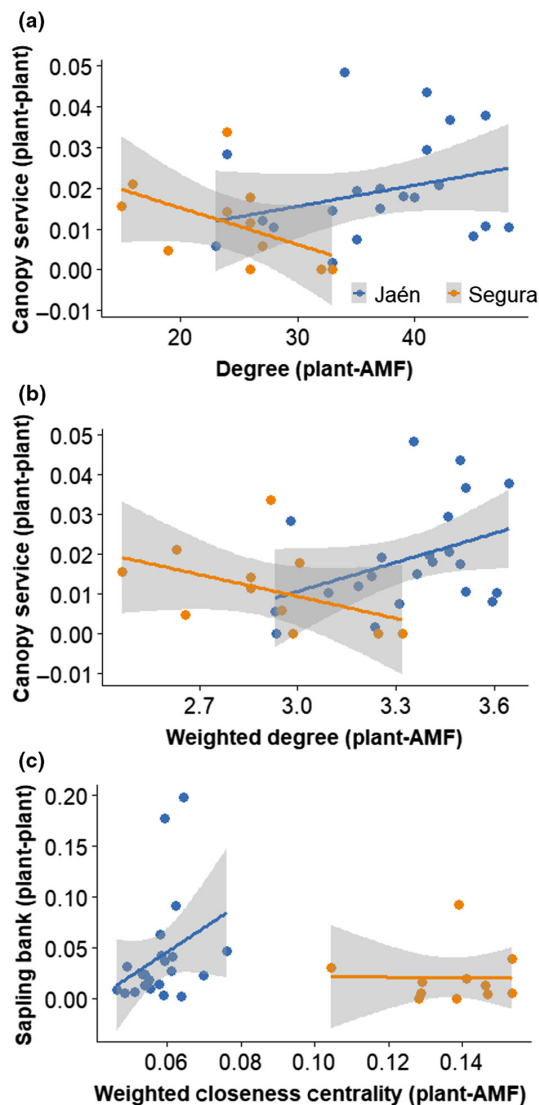 (a)
Canopy service (plant-plant)
0.05
0.04
0.03
0.02
0.01
0.00
−0.01
Jaén
Segura
20
30
40
Degree (plant-AMF)
(b)
Canopy service (plant-plant)
0.05
0.04
0.03
0.02
0.01
0.00
−0.01
2.7
3.0
3.3
3.6
Weighted degree (plant-AMF)
(c)
Sapling bank (plant-plant)
0.20
0.15
0.10
0.05
0.00
0.06
0.08
0.10
0.12
0.14
Weighted closeness centrality (plant-AMF)